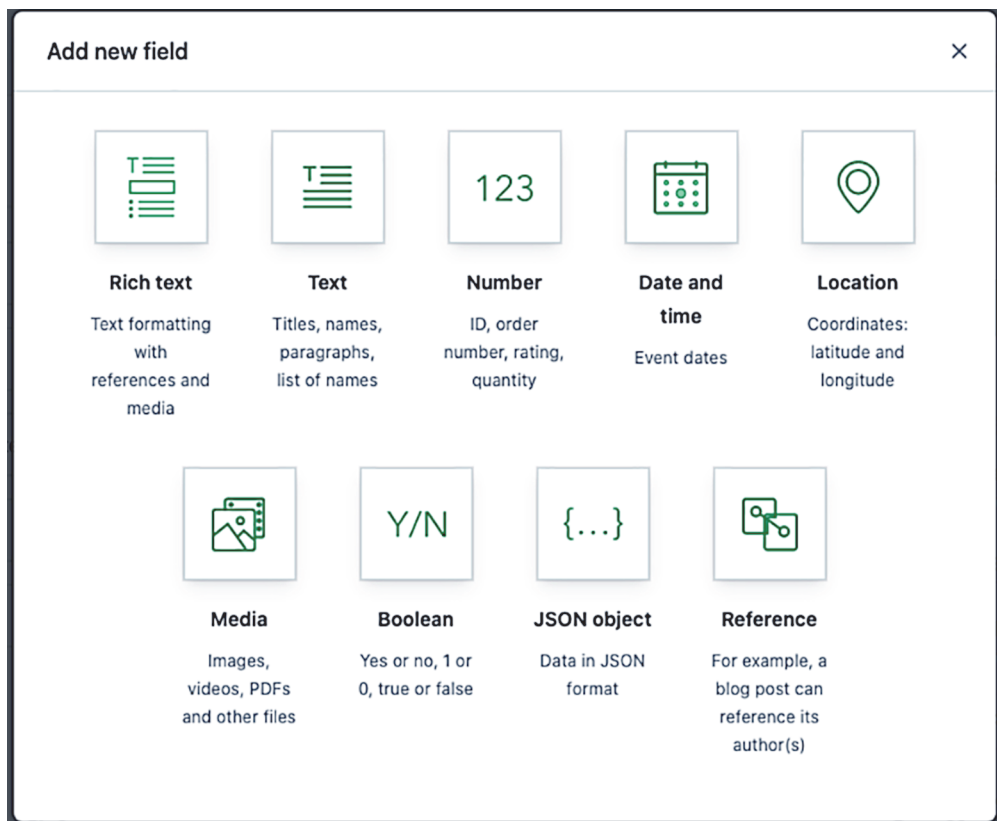 Add new field
123
Rich text
Text formatting
with
references and
media
Text
Titles, names,
paragraphs,
list of names
Number
ID, order
number, rating,
quantity
Date and
time
Event dates
Location
Coordinates:
latitude and
longitude
Y/N
{...}
Media
Images,
videos, PDFs
and other files
Boolean
Yes or no, 1 or
0, true or false
JSON object
Data in JSON
format
Reference
For example, a
blog post can
reference its
author(s)